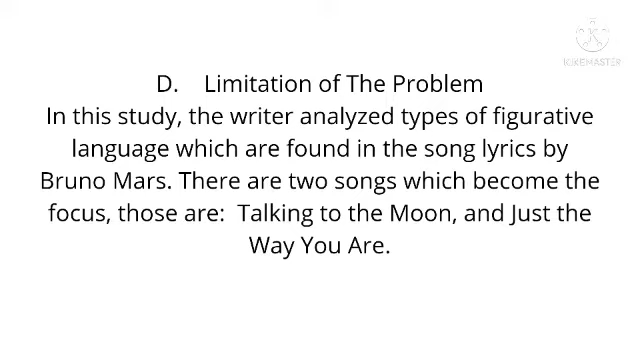 KINEMASTER
D. Limitation of The Problem
In this study, the writer analyzed types of figurative
language which are found in the song lyrics by
Bruno Mars. There are two songs which become the
focus, those are: Talking to the Moon, and Just the
Way You Are.